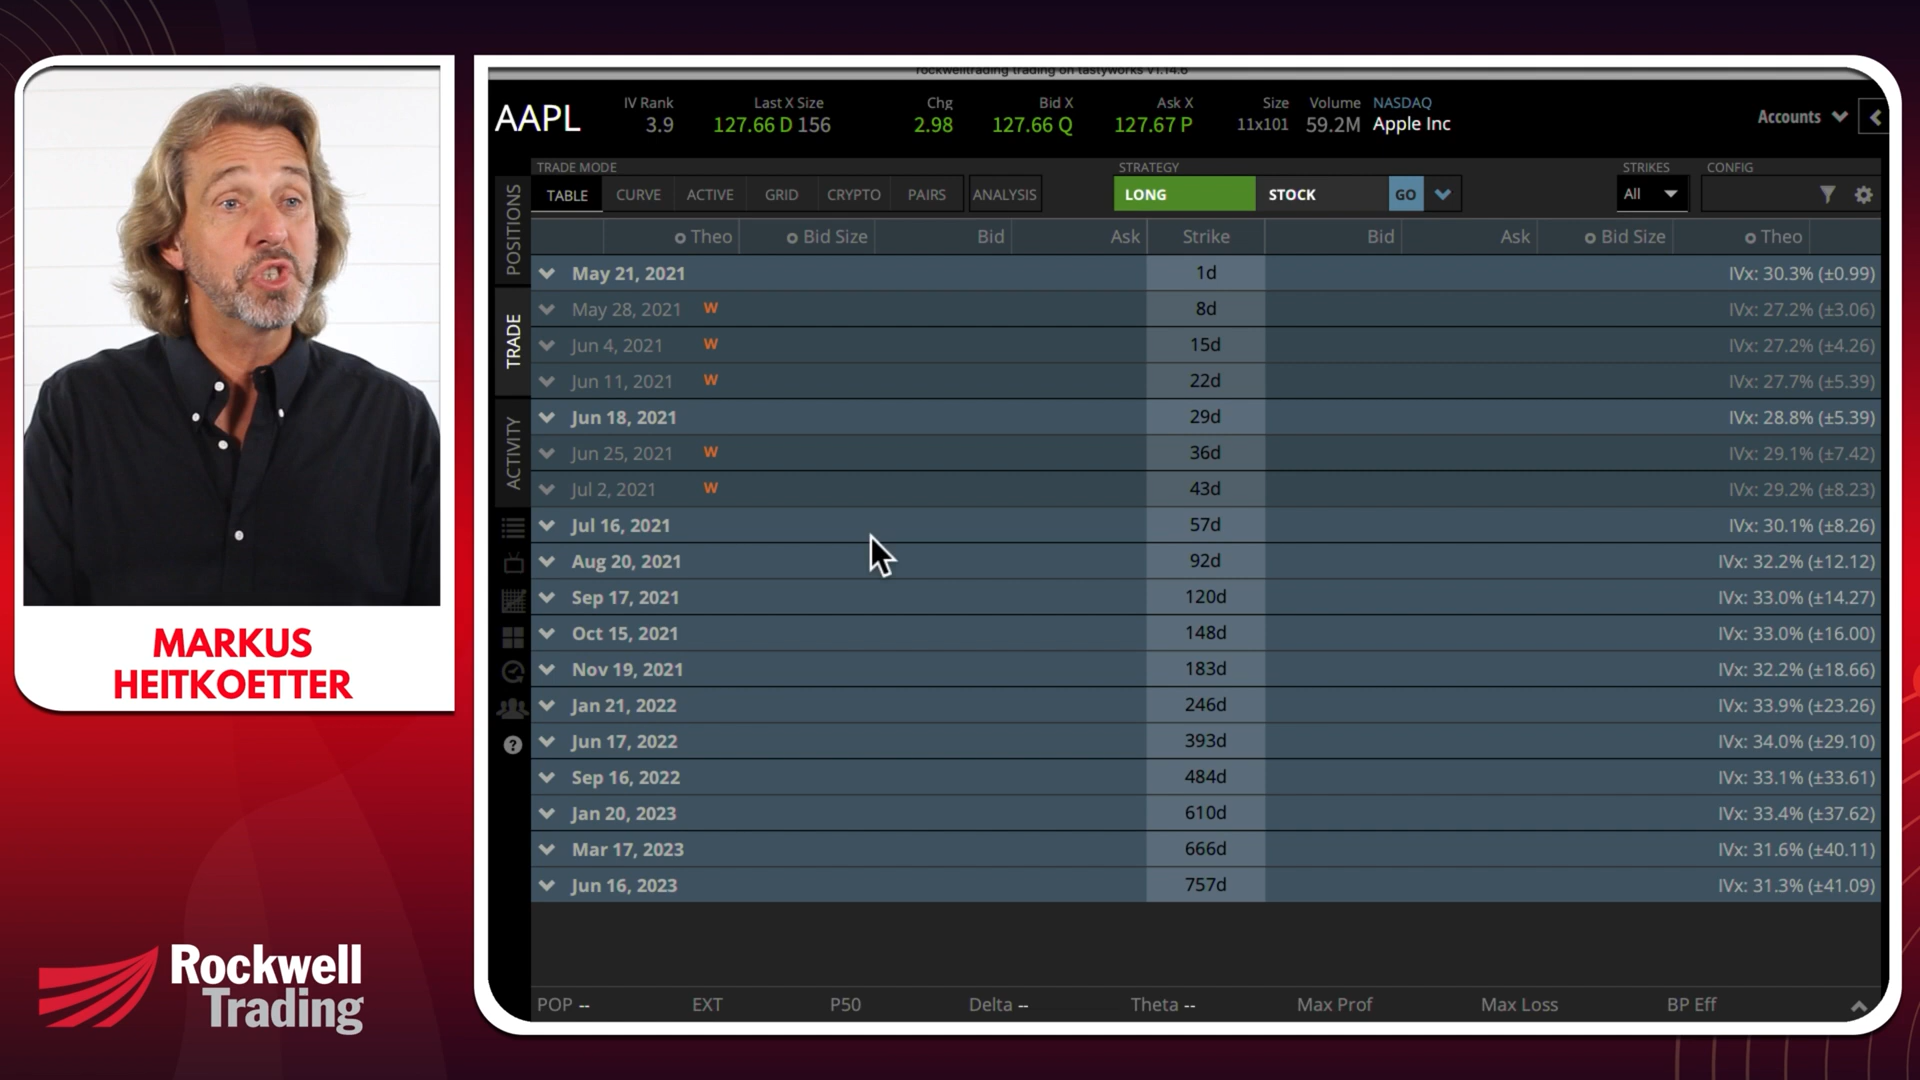 rockwelltrading trading on tastyworks v1.14.6
AAPL
IV Rank
3.9
Last X Size
127.66 D 156
Chg
2.98
Bid X
127.66 Q
Ask X
127.67 P
Size
11x101
Volume
59.2M
NASDAQ
Apple Inc
Accounts
TRADE MODE
STRATEGY
STRIKES
CONFIG
TABLE CURVE ACTIVE GRID CRYPTO PAIRS ANALYSIS LONG STOCK GO All
POSITIONS
TRADE
ACTIVITY
Theo Bid Size Bid Ask Strike Bid Ask Bid Size Theo
May 21, 2021 1d IVx: 30.3% (±0.99)
May 28, 2021 W 8d IVx: 27.2% (±3.06)
Jun 4, 2021 W 15d IVx: 27.2% (±4.26)
Jun 11, 2021 W 22d IVx: 27.7% (±5.39)
Jun 18, 2021 29d IVx: 28.8% (±5.39)
Jun 25, 2021 W 36d IVx: 29.1% (±7.42)
Jul 2, 2021 W 43d IVx: 29.2% (±8.23)
Jul 16, 2021 57d IVx: 30.1% (±8.26)
Aug 20, 2021 92d IVx: 32.2% (±12.12)
Sep 17, 2021 120d IVx: 33.0% (±14.27)
Oct 15, 2021 148d IVx: 33.0% (±16.00)
Nov 19, 2021 183d IVx: 32.2% (±18.66)
Jan 21, 2022 246d IVx: 33.9% (±23.26)
Jun 17, 2022 393d IVx: 34.0% (±29.10)
Sep 16, 2022 484d IVx: 33.1% (±33.61)
Jan 20, 2023 610d IVx: 33.4% (±37.62)
Mar 17, 2023 666d IVx: 31.6% (±40.11)
Jun 16, 2023 757d IVx: 31.3% (±41.09)
?
POP -- EXT P50 Delta -- Theta -- Max Prof Max Loss BP Eff
MARKUS
HEITKOETTER
Rockwell
Trading